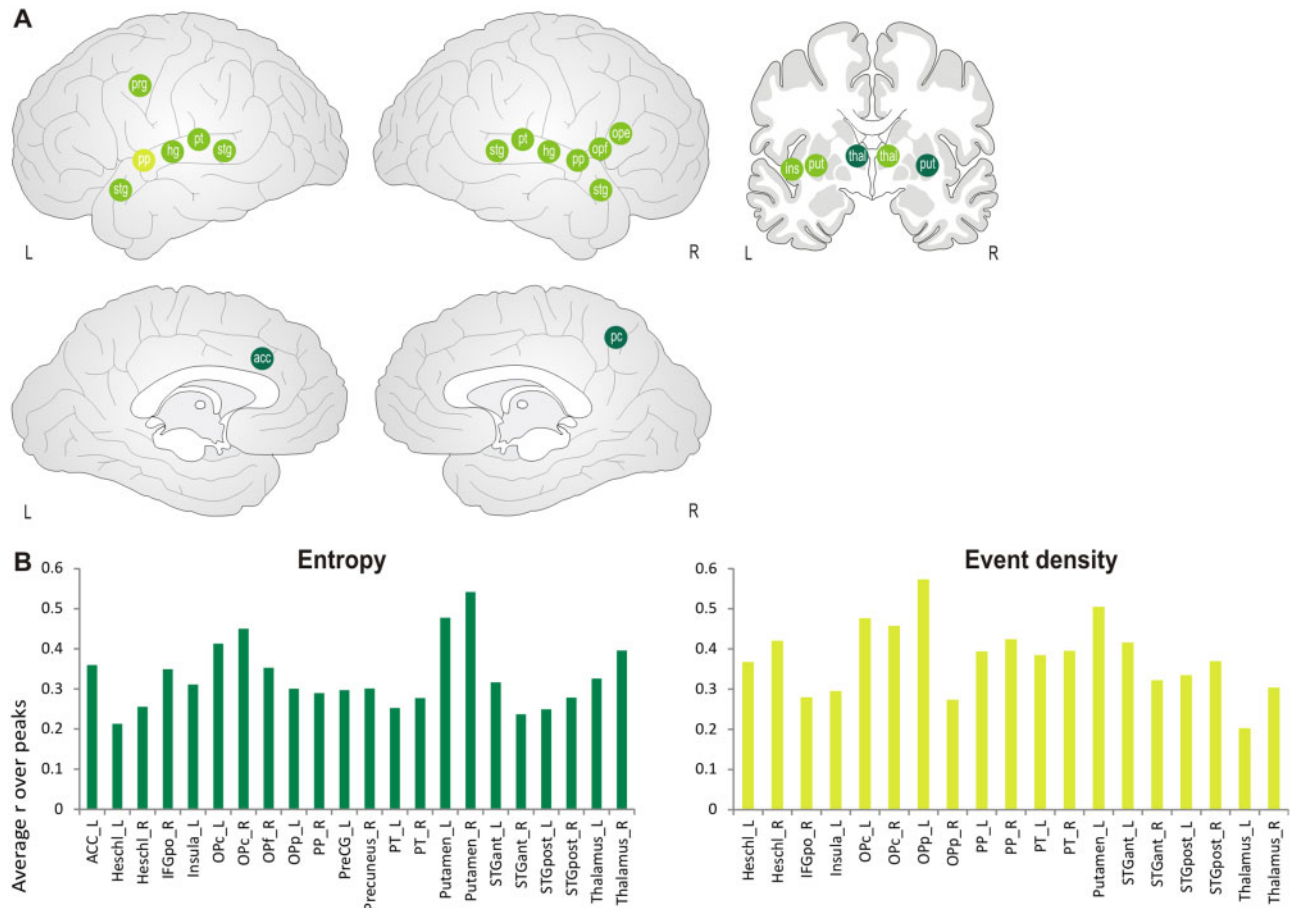 A
prg
pp
hg
pt
stg
stg
L
stg
pt
hg
pp
opf
ope
stg
R
ins
put
thal
thal
put
L
R
acc
L
pc
R
B
Entropy
Average r over peaks
0.6
0.5
0.4
0.3
0.2
0.1
0
ACC_L
Heschl_L
Heschl_R
IFGpo_R
Insula_L
OPc_L
OPc_R
OPf_R
OPp_L
PP_R
PreCG_L
Precuneus_R
PT_L
PT_R
Putamen_L
Putamen_R
STGant_L
STGant_R
STGpost_L
STGpost_R
Thalamus_L
Thalamus_R
Event density
0.6
0.5
0.4
0.3
0.2
0.1
0
Heschl_L
Heschl_R
IFGpo_R
Insula_L
OPc_L
OPc_R
OPp_L
OPp_R
PP_L
PP_R
PT_L
PT_R
Putamen_L
STGant_L
STGant_R
STGpost_L
STGpost_R
Thalamus_L
Thalamus_R